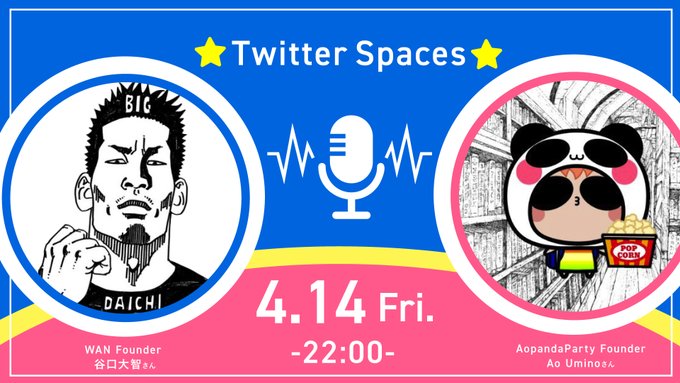 Twitter Spaces
BIG
DAICHI
POP
CORN
4.14 Fri.
-22:00-
WAN Founder
谷口大智さん
AopandaParty Founder
Ao Uminoさん